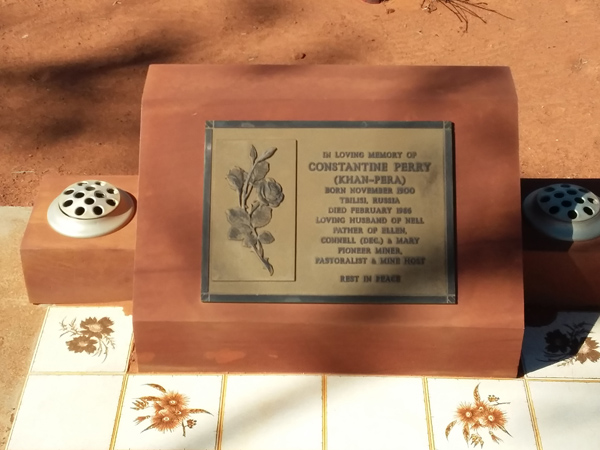 IN LOVING MEMORY OF
CONSTANTINE PERRY
(KHAN-PERA)
BORN NOVEMBER 1900
TBILISI, RUSSIA
DIED FEBRUARY 1986
LOVING HUSBAND OF NELL
FATHER OF ELLEN,
CONNELL (DEC.) & MARY
PIONEER MINER,
PASTORALIST & MINE HOST
REST IN PEACE